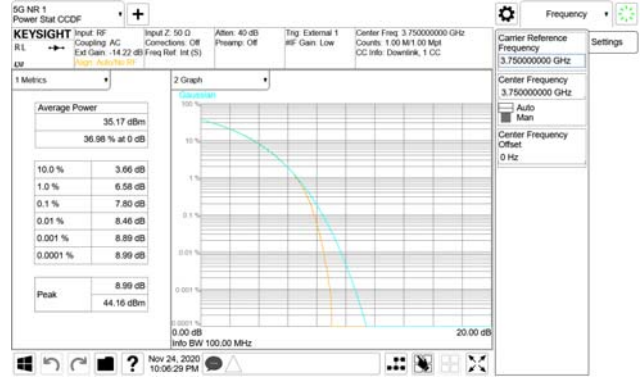 5G NR 1
Power Stat CCDF
KEYSIGHT
RL
Input: RF
Coupling: AC
Ext Gain: -14.22 dB
Align: Auto/No RF
Input Z: 50 Ω
Corrections: Off
Freq Ref: Int (S)
Atten: 40 dB
Preamp: Off
Trig: External 1
#IF Gain: Low
Center Freq: 3.750000000 GHz
Counts: 1.00 M/1.00 Mpt
CC Info: Downlink, 1 CC
Frequency
Settings
Carrier Reference
Frequency
3.750000000 GHz
Center Frequency
3.750000000 GHz
Auto
Man
Center Frequency
Offset
0 Hz
1 Metrics
Average Power
35.17 dBm
36.98 % at 0 dB
10.0 % 3.66 dB
1.0 % 6.58 dB
0.1 % 7.80 dB
0.01 % 8.46 dB
0.001 % 8.89 dB
0.0001 % 8.99 dB
Peak
8.99 dB
44.16 dBm
2 Graph
Gaussian
100 %
10 %
1 %
0.1 %
0.01 %
0.001 %
0.0001 %
0.00 dB
20.00 dB
Info BW 100.00 MHz
?
Nov 24, 2020
10:06:29 PM